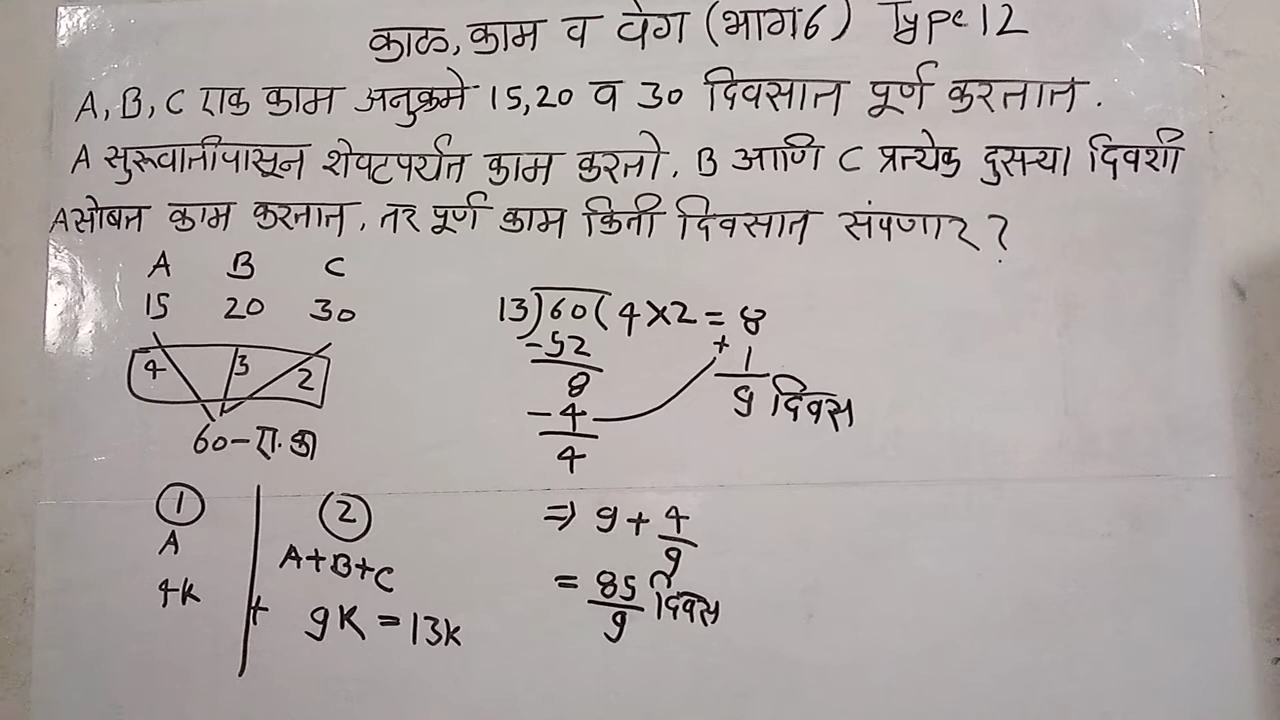 काळ, काम व वेग (भाग6) Type 12
A, B, C एक काम अनुक्रमे 15,20 व 30 दिवसात पूर्ण करतात.
A सुरूवातीपासून शेवटपर्यंत काम करतो. B आणि C प्रत्येक दुसऱ्या दिवशी
A सोबत काम करतात, तर पूर्ण काम किती दिवसात संपणार?
A B C
15 20 30
4 3 2
60 - ए. का
① ②
A A+B+C
4K + 9K = 13K
13)60(4×2 = 8
-52 + 1
8 9 दिवस
-4
4
⇒ 9 + 4/9
= 85/9 दिवस